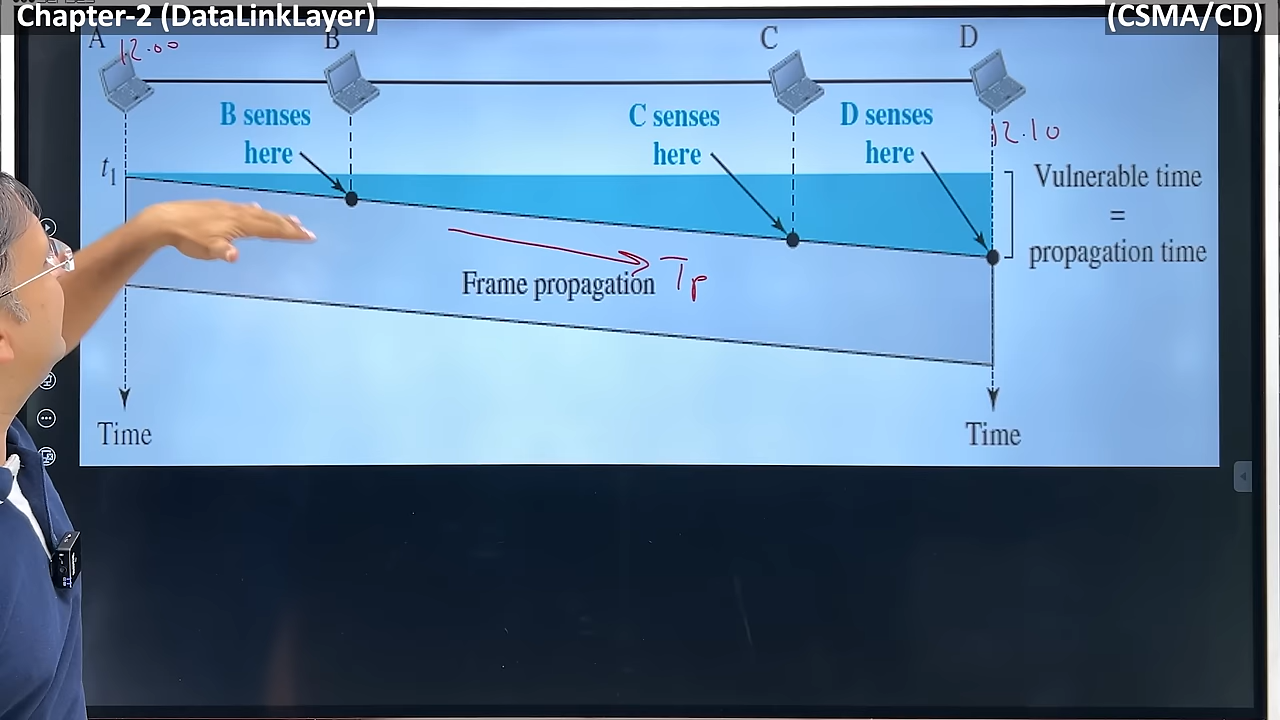 Chapter-2 (DataLinkLayer)
(CSMA/CD)
A
B
C
D
12.00
12.10
B senses
here
C senses
here
D senses
here
t1
Vulnerable time
=
propagation time
Frame propagation
Tp
Time
Time